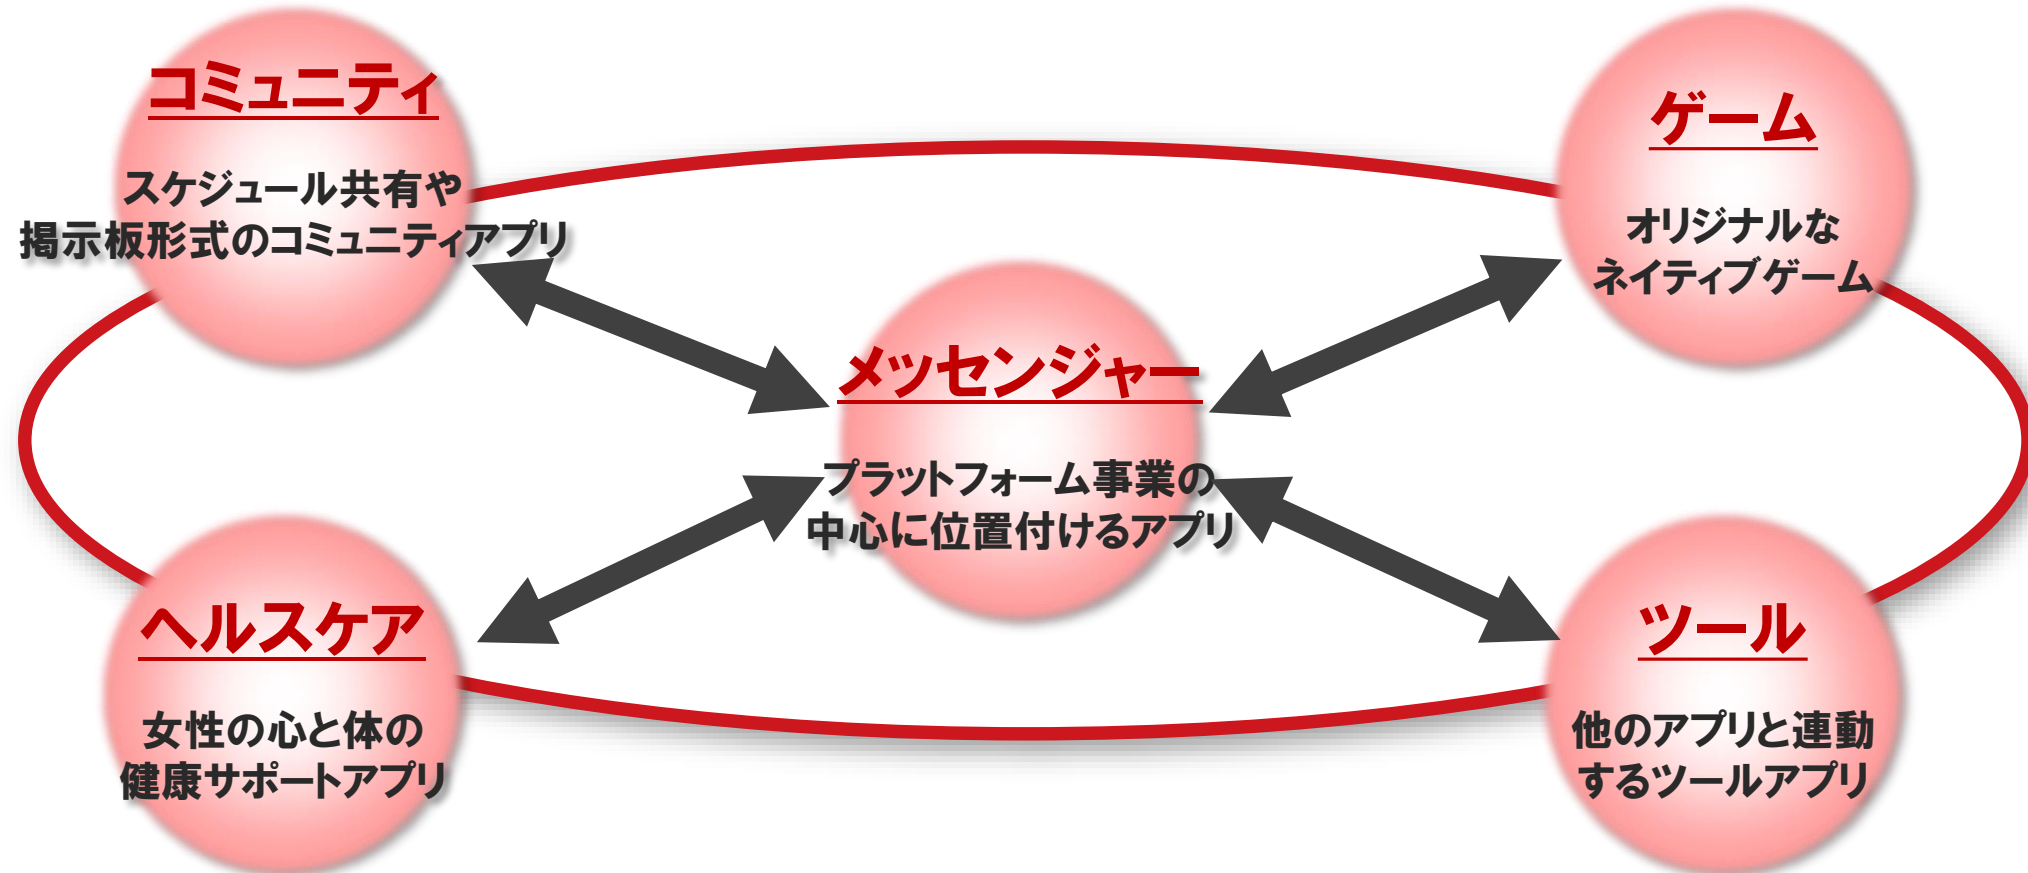 コミュニティ
スケジュール共有や
掲示板形式のコミュニティアプリ
ゲーム
オリジナルな
ネイティブゲーム
メッセンジャー
プラットフォーム事業の
中心に位置付けるアプリ
ヘルスケア
女性の心と体の
健康サポートアプリ
ツール
他のアプリと連動
するツールアプリ